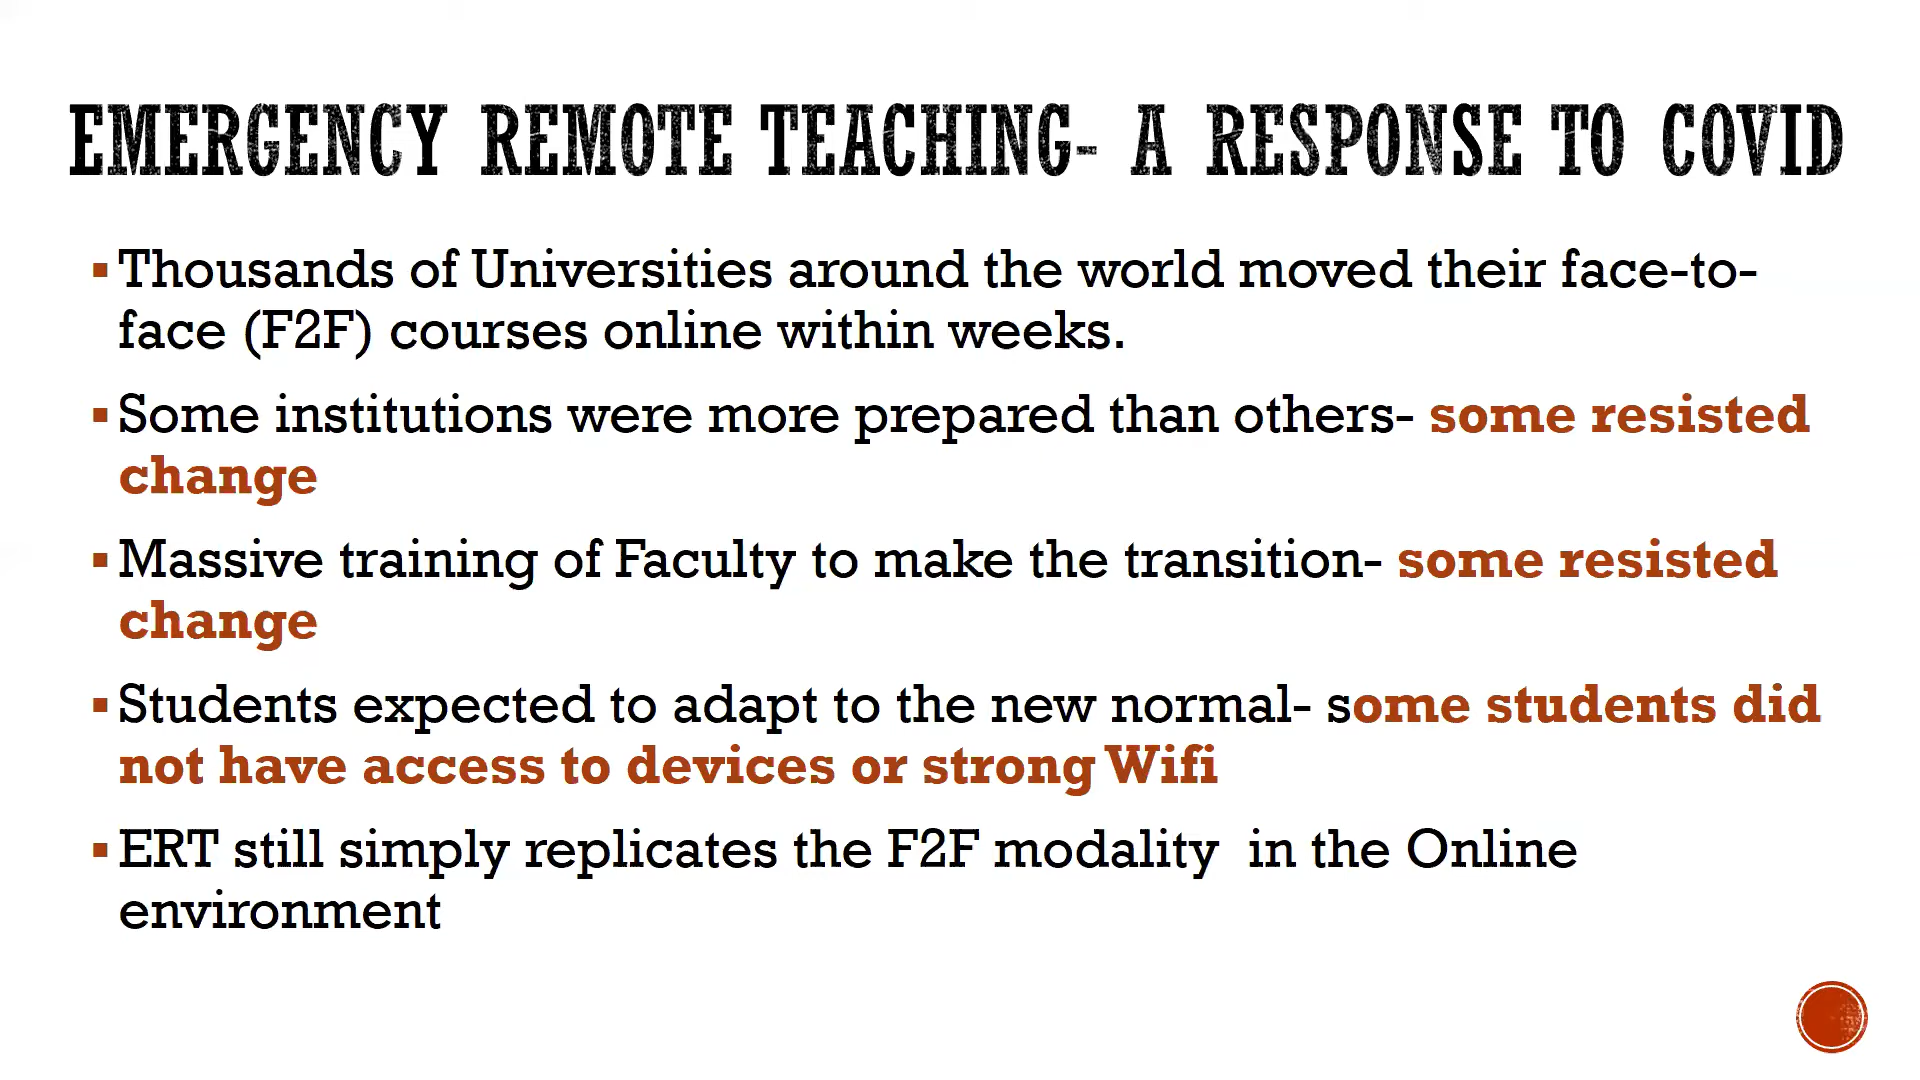 EMERGENCY REMOTE TEACHING- A RESPONSE TO COVID
▪Thousands of Universities around the world moved their face-to-
face (F2F) courses online within weeks.
▪Some institutions were more prepared than others- some resisted
change
▪Massive training of Faculty to make the transition- some resisted
change
▪Students expected to adapt to the new normal- some students did
not have access to devices or strong Wifi
▪ERT still simply replicates the F2F modality  in the Online
environment